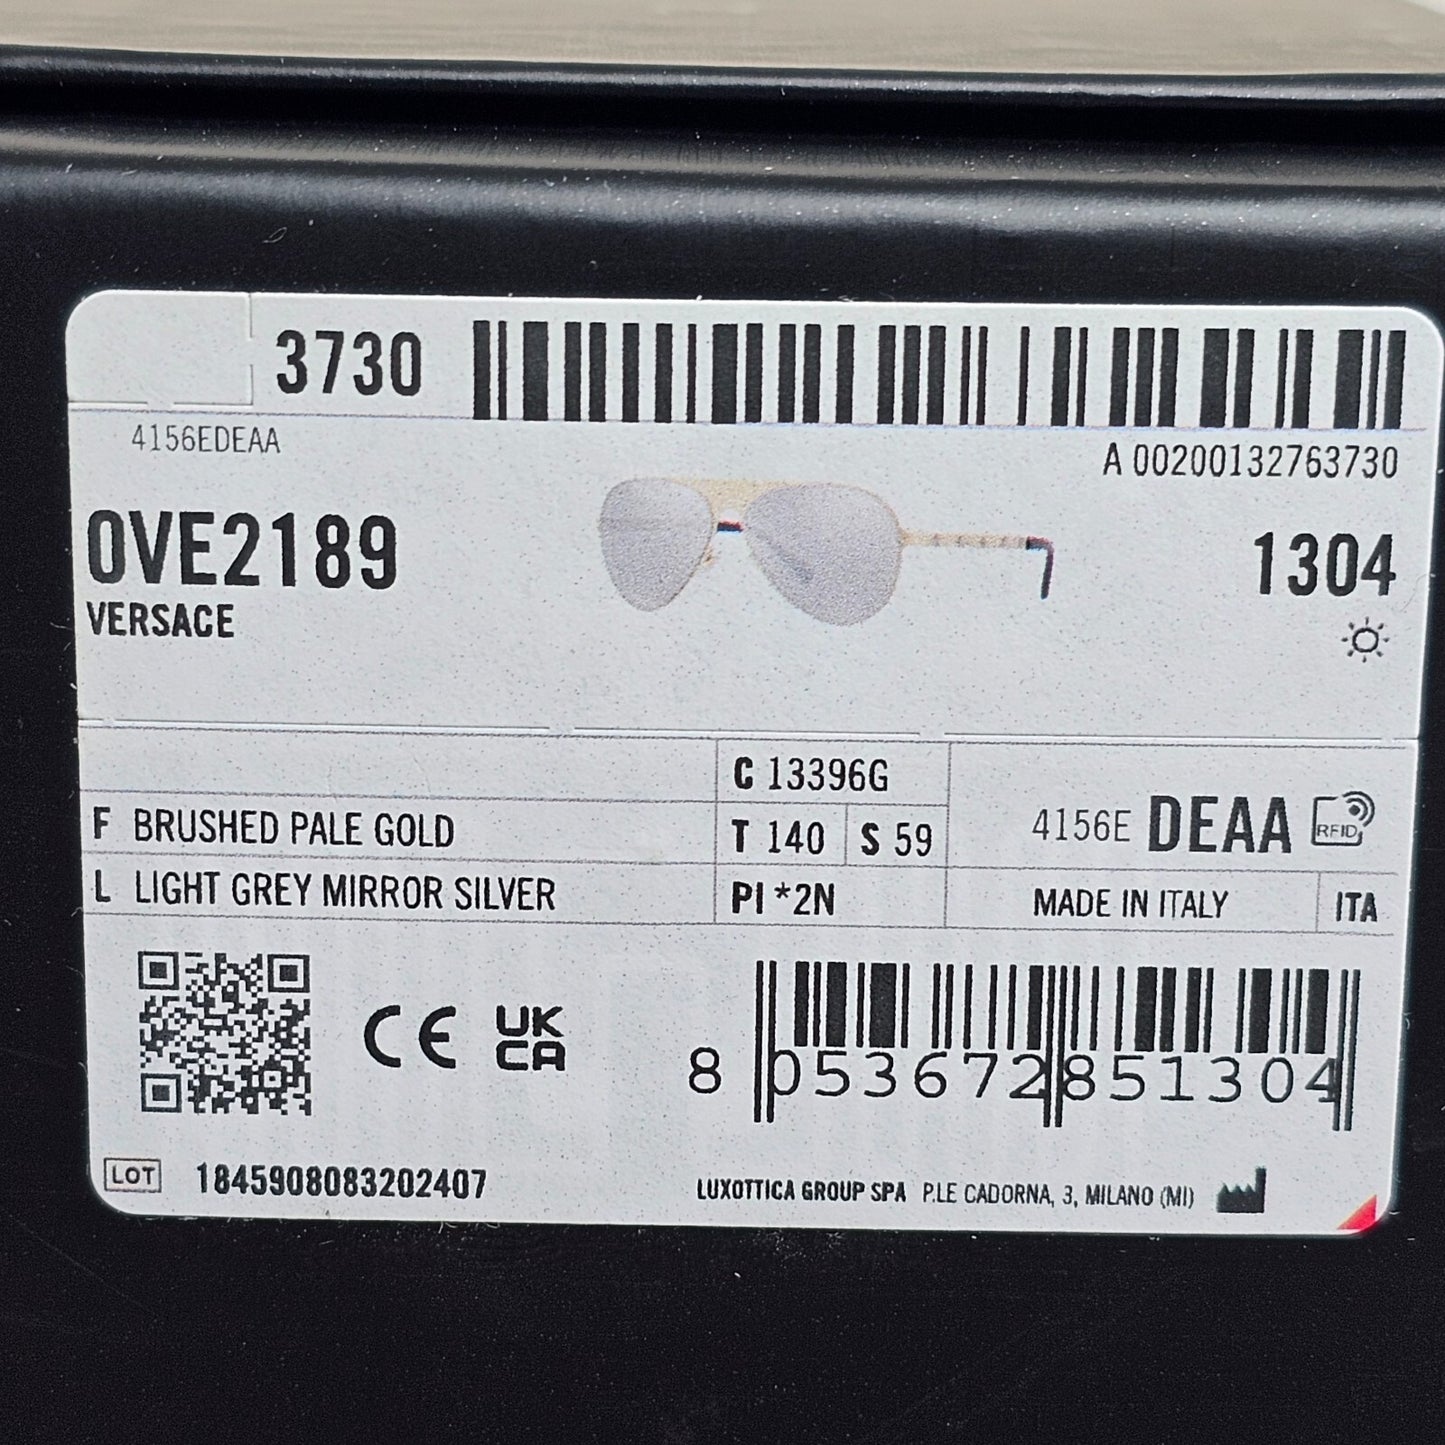 3730
4156EDEAA
A 00200132763730
0VE2189
VERSACE
1304
C 13396G
F BRUSHED PALE GOLD
T 140 S 59
4156E DEAA RFID
L LIGHT GREY MIRROR SILVER
PI *2N
MADE IN ITALY ITA
CE UK CA
8 053672 851304
LOT 1845908083202407
LUXOTTICA GROUP SPA P.LE CADORNA, 3, MILANO (MI)